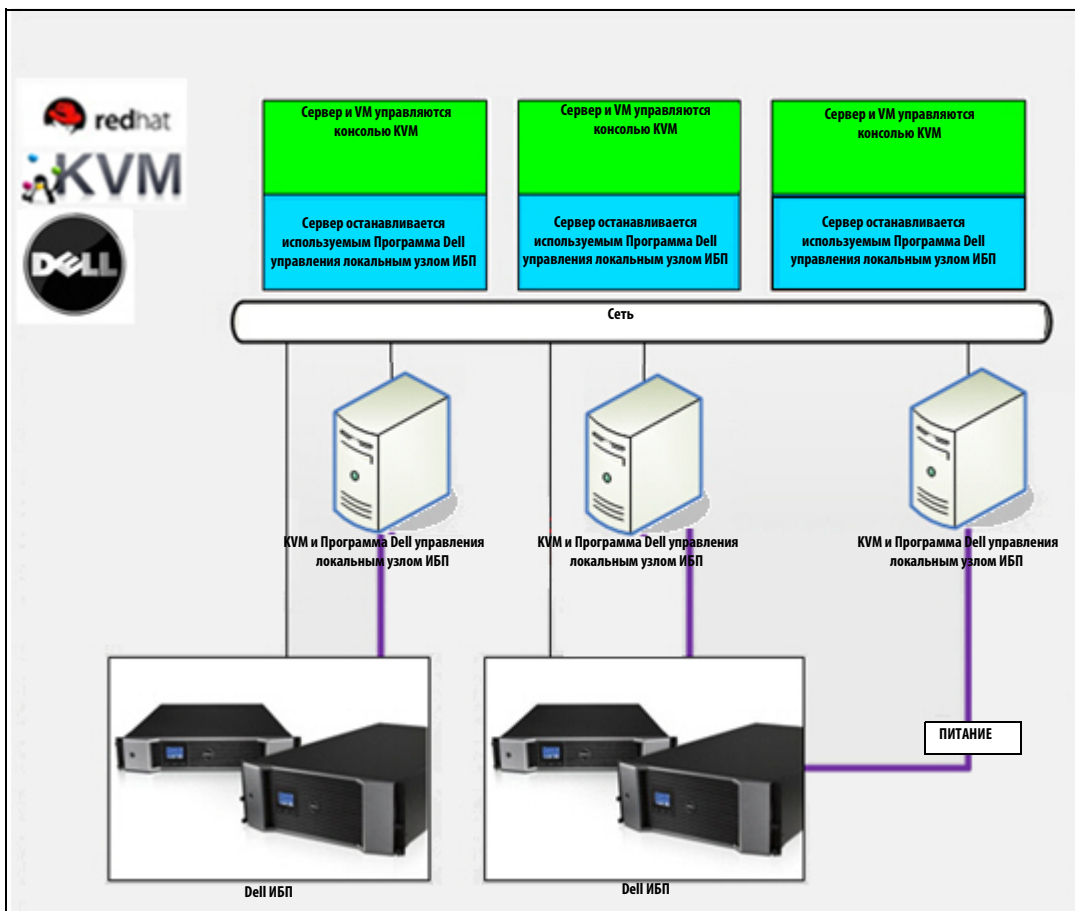 redhat
KVM
DELL
Сервер и VM управляются
консолью KVM
Сервер останавливается
используемым Программа Dell
управления локальным узлом ИБП
Сервер и VM управляются
консолью KVM
Сервер останавливается
используемым Программа Dell
управления локальным узлом ИБП
Сервер и VM управляются
консолью KVM
Сервер останавливается
используемым Программа Dell
управления локальным узлом ИБП
Сеть
KVM и Программа Dell управления
локальным узлом ИБП
KVM и Программа Dell управления
локальным узлом ИБП
KVM и Программа Dell управления
локальным узлом ИБП
ПИТАНИЕ
Dell ИБП
Dell ИБП